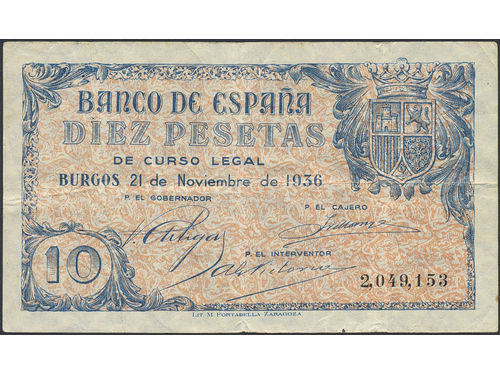 BANCO DE ESPAÑA
DIEZ PESETAS
DE CURSO LEGAL
BURGOS 21 de Noviembre de 1936
P. EL GOBERNADOR
P. EL CAJERO
P. EL INTERVENTOR
10
2,049,153
LIT. M. PORTABELLA-ZARAGOZA